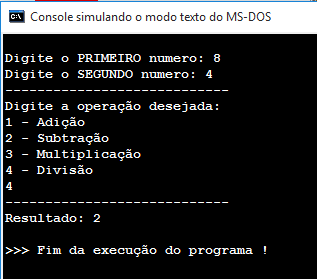 Console simulando o modo texto do MS-DOS
Digite o PRIMEIRO numero: 8
Digite o SEGUNDO numero: 4
-----------------------------
Digite a operação desejada:
1 - Adição
2 - Subtração
3 - Multiplicação
4 - Divisão
4
-----------------------------
Resultado: 2
>>> Fim da execução do programa !